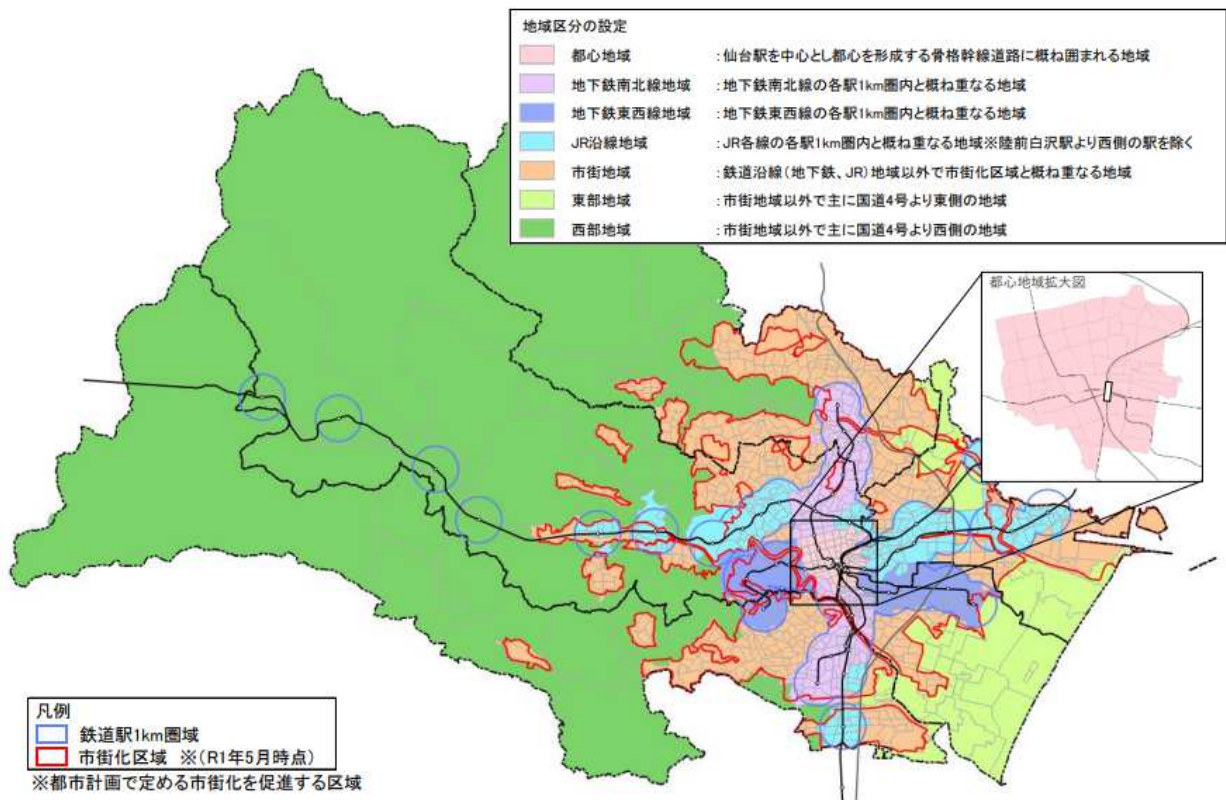 地域区分の設定
都心地域 :仙台駅を中心とし都心を形成する骨格幹線道路に概ね囲まれる地域
地下鉄南北線地域 :地下鉄南北線の各駅1km圏内と概ね重なる地域
地下鉄東西線地域 :地下鉄東西線の各駅1km圏内と概ね重なる地域
JR沿線地域 :JR各線の各駅1km圏内と概ね重なる地域※陸前白沢駅より西側の駅を除く
市街地域 :鉄道沿線(地下鉄、JR)地域以外で市街化区域と概ね重なる地域
東部地域 :市街地域以外で主に国道4号より東側の地域
西部地域 :市街地域以外で主に国道4号より西側の地域
都心地域拡大図
凡例
鉄道駅1km圏域
市街化区域 ※(R1年5月時点)
※都市計画で定める市街化を促進する区域